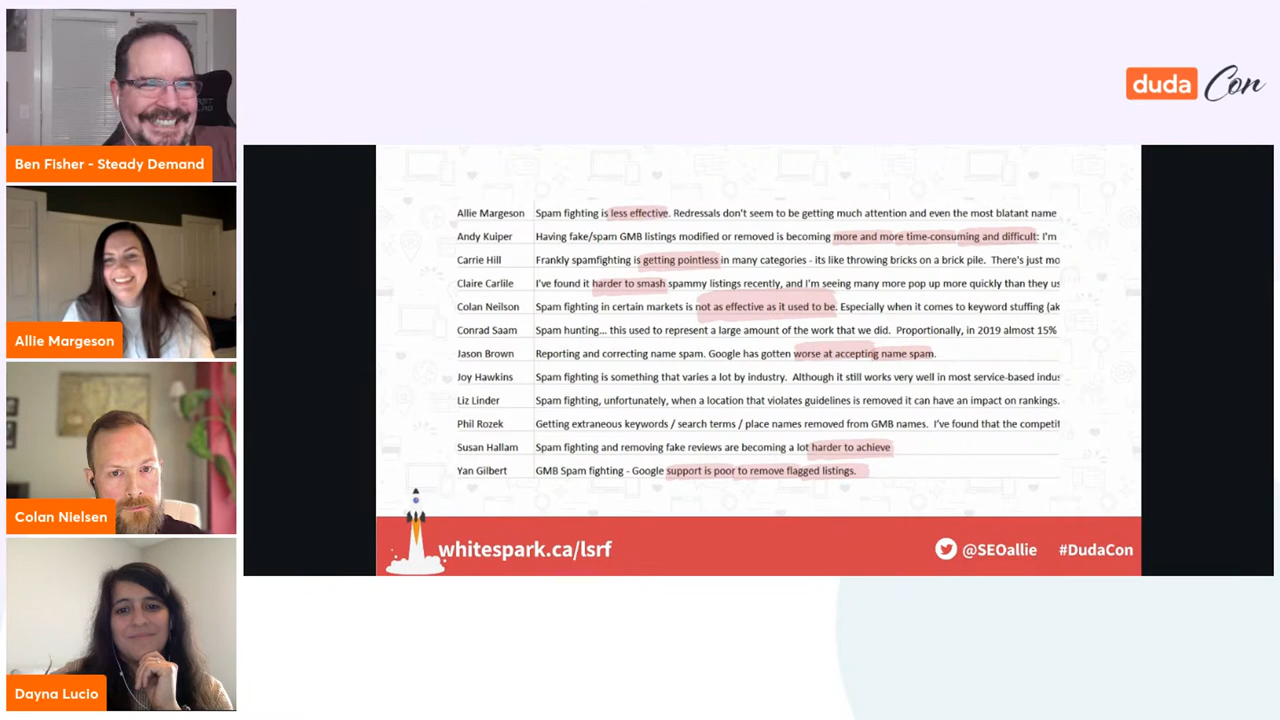 Ben Fisher - Steady Demand
Allie Margeson
Colan Nielsen
Dayna Lucio
duda Con
Allie Margeson Spam fighting is less effective. Redressals don't seem to be getting much attention and even the most blatant name
Andy Kuiper Having fake/spam GMB listings modified or removed is becoming more and more time-consuming and difficult: I'm
Carrie Hill Frankly spamfighting is getting pointless in many categories - its like throwing bricks on a brick pile. There's just mo
Claire Carlile I've found it harder to smash spammy listings recently, and I'm seeing many more pop up more quickly than they us
Colan Neilson Spam fighting in certain markets is not as effective as it used to be. Especially when it comes to keyword stuffing (ak
Conrad Saam Spam hunting... this used to represent a large amount of the work that we did. Proportionally, in 2019 almost 15%
Jason Brown Reporting and correcting name spam. Google has gotten worse at accepting name spam.
Joy Hawkins Spam fighting is something that varies a lot by industry. Although it still works very well in most service-based indus
Liz Linder Spam fighting, unfortunately, when a location that violates guidelines is removed it can have an impact on rankings.
Phil Rozek Getting extraneous keywords / search terms / place names removed from GMB names. I've found that the competit
Susan Hallam Spam fighting and removing fake reviews are becoming a lot harder to achieve
Yan Gilbert GMB Spam fighting - Google support is poor to remove flagged listings.
whitespark.ca/lsrf
@SEOallie #DudaCon